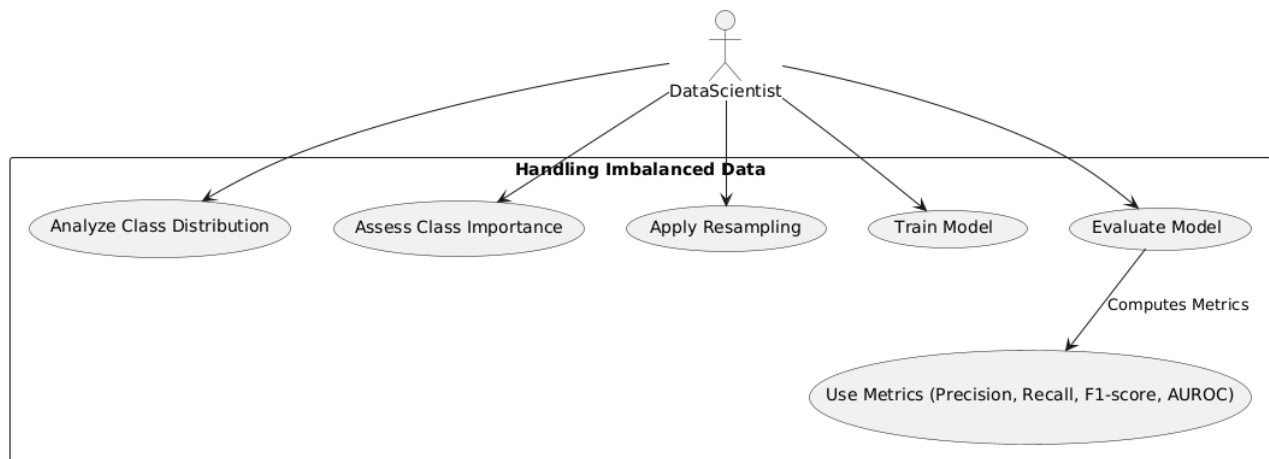 DataScientist
Handling Imbalanced Data
Analyze Class Distribution
Assess Class Importance
Apply Resampling
Train Model
Evaluate Model
Computes Metrics
Use Metrics (Precision, Recall, F1-score, AUROC)